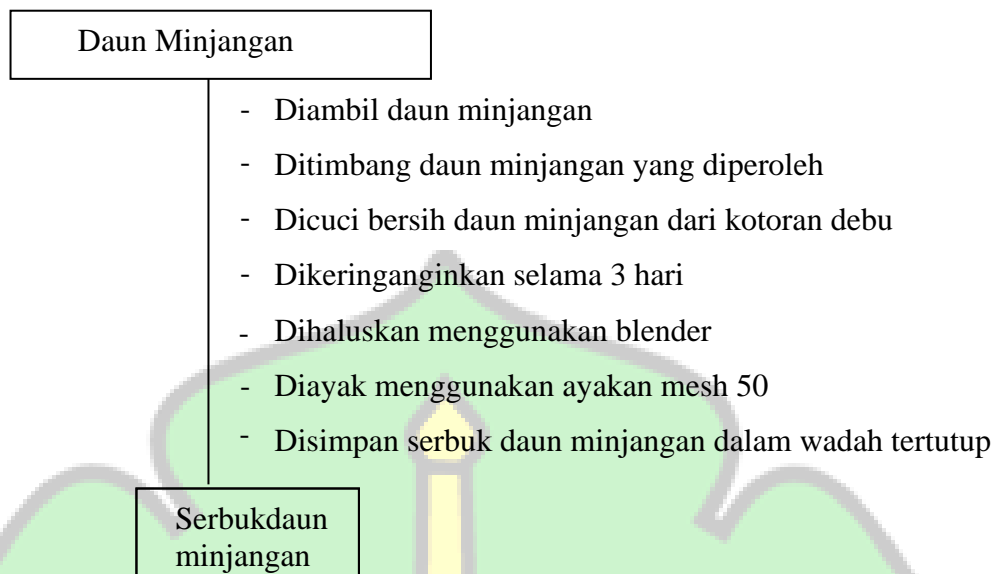 Daun Minjangan
- Diambil daun minjangan
- Ditimbang daun minjangan yang diperoleh
- Dicuci bersih daun minjangan dari kotoran debu
- Dikeringanginkan selama 3 hari
- Dihaluskan menggunakan blender
- Diayak menggunakan ayakan mesh 50
- Disimpan serbuk daun minjangan dalam wadah tertutup
Serbukdaun
minjangan